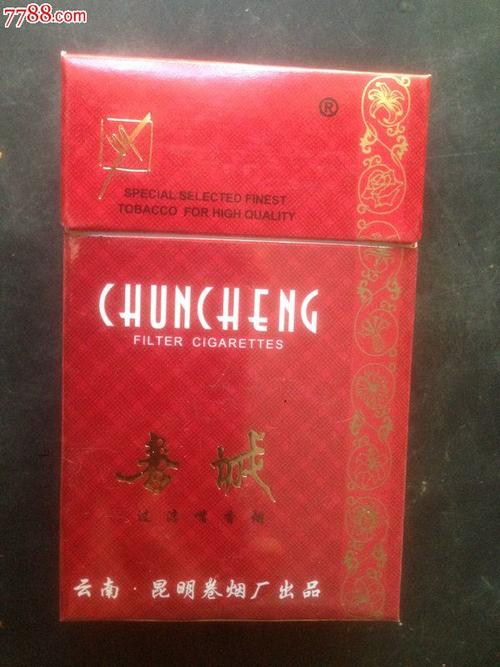 7788.com
®
SPECIAL SELECTED FINEST
TOBACCO FOR HIGH QUALITY
CHUNCHENG
FILTER CIGARETTES
春城
过滤嘴香烟
云南·昆明卷烟厂出品